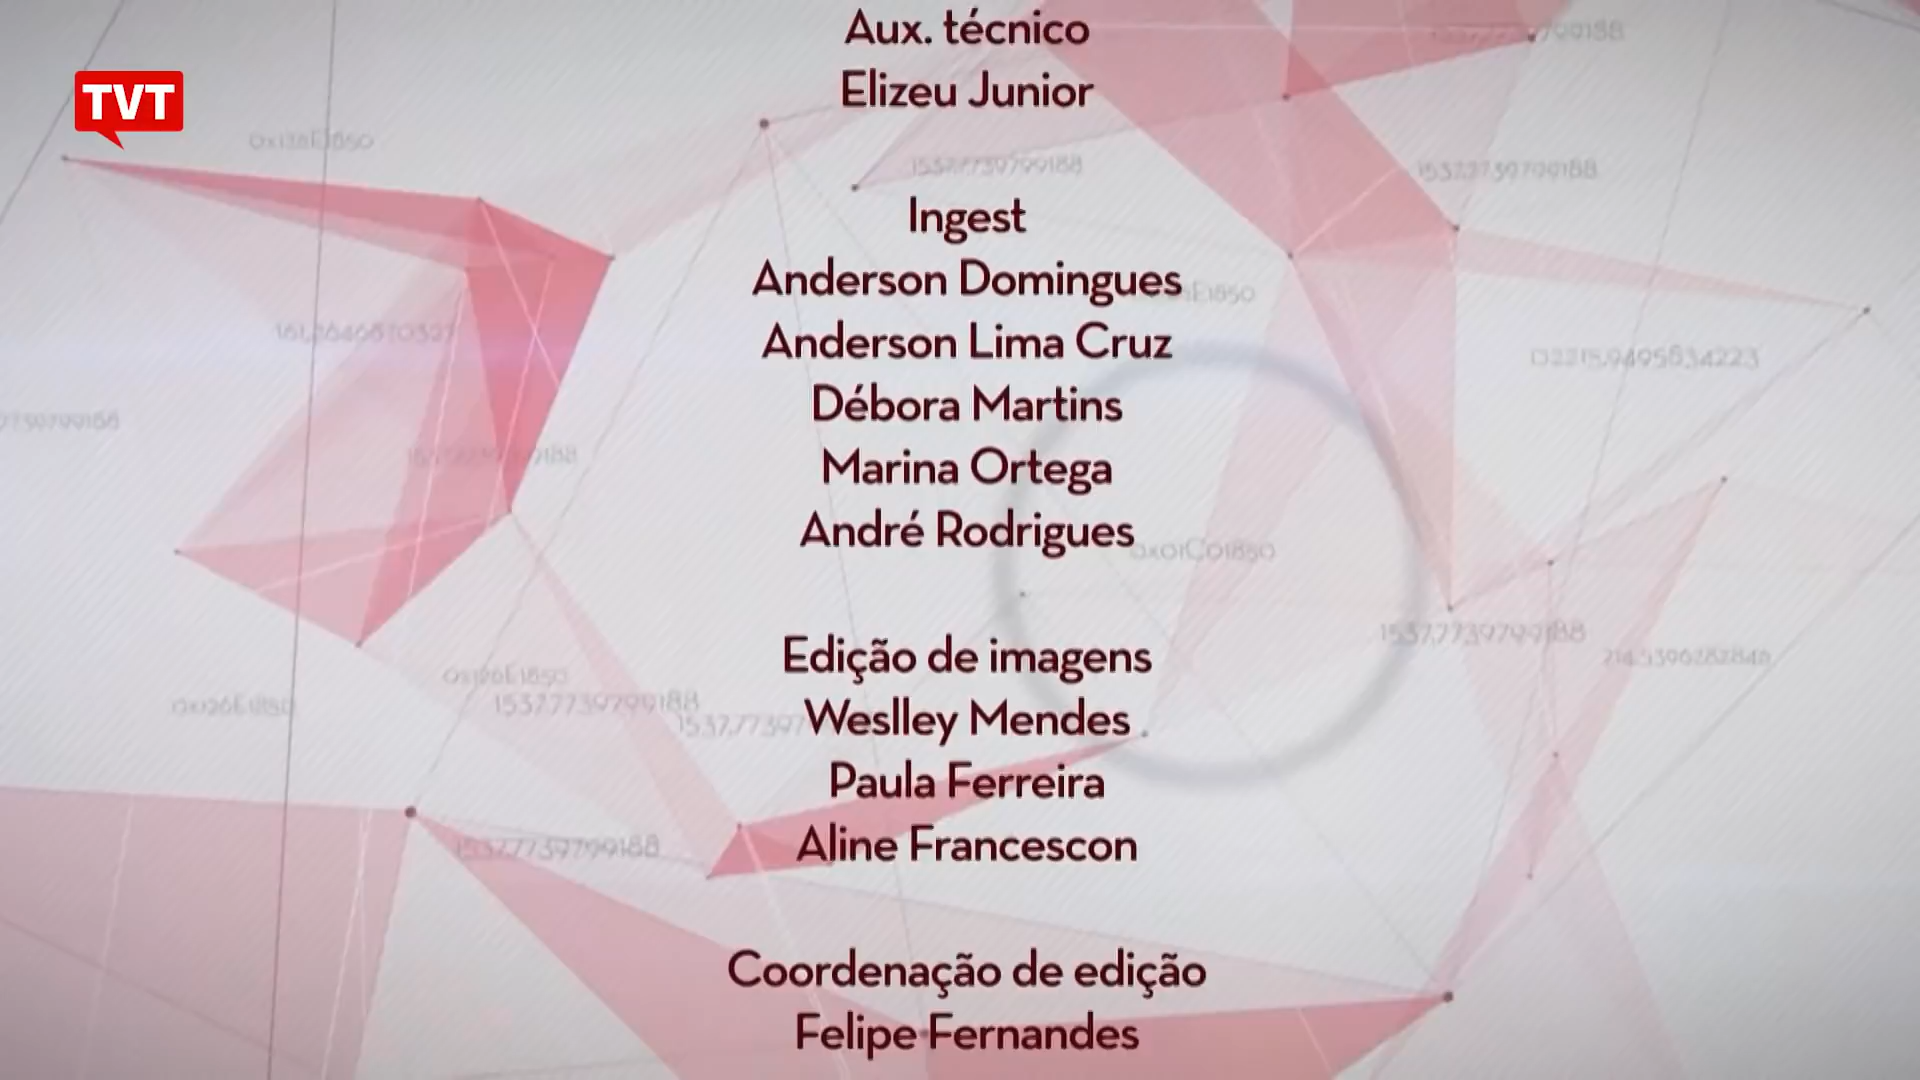 TVT
Aux. técnico
Elizeu Junior
Ingest
Anderson Domingues
Anderson Lima Cruz
Débora Martins
Marina Ortega
André Rodrigues
Edição de imagens
Weslley Mendes
Paula Ferreira
Aline Francescon
Coordenação de edição
Felipe Fernandes